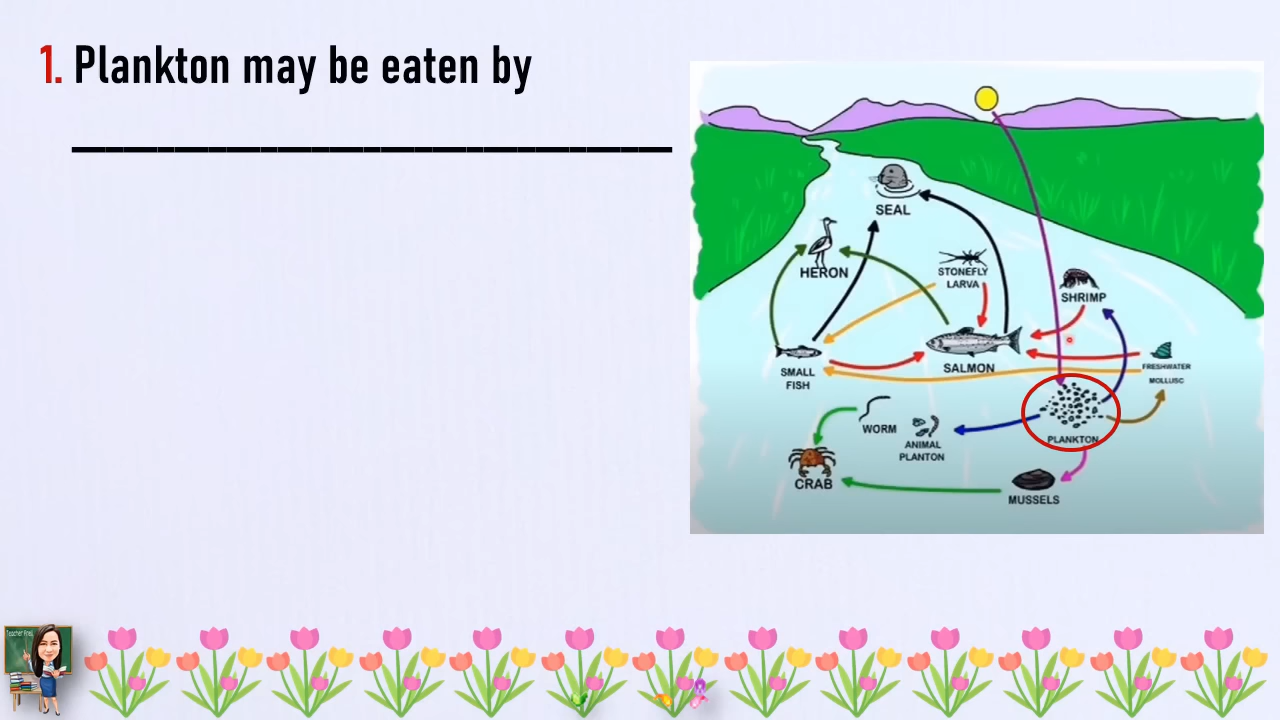 1. Plankton may be eaten by
SEAL
HERON
STONEFLY
LARVA
SHRIMP
SMALL
FISH
SALMON
FRESHWATER
MOLLUSC
WORM
ANIMAL
PLANTON
PLANKTON
CRAB
MUSSELS